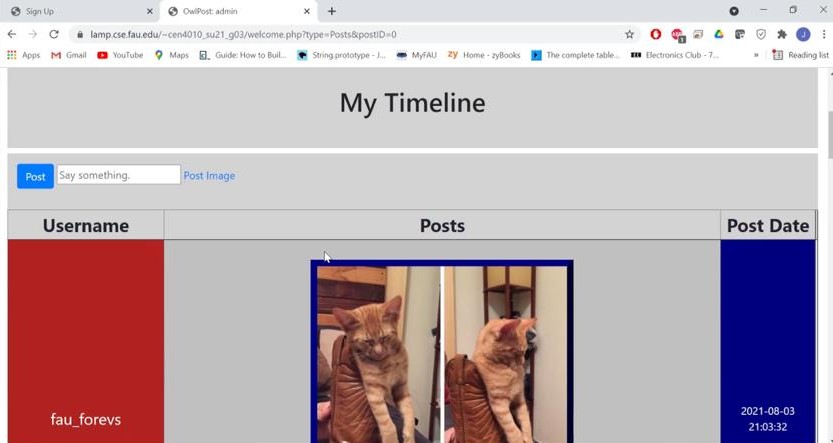 Sign Up
OwlPost: admin
lamp.cse.fau.edu/~cen4010_su21_g03/welcome.php?type=Posts&postID=0
Apps
Gmail
YouTube
Maps
Guide: How to Buil...
String.prototype - J...
MyFAU
zy Home - zyBooks
The complete table...
Electronics Club - 7...
»
Reading list
My Timeline
Post
Say something.
Post Image
Username
Posts
Post Date
fau_forevs
2021-08-03
21:03:32